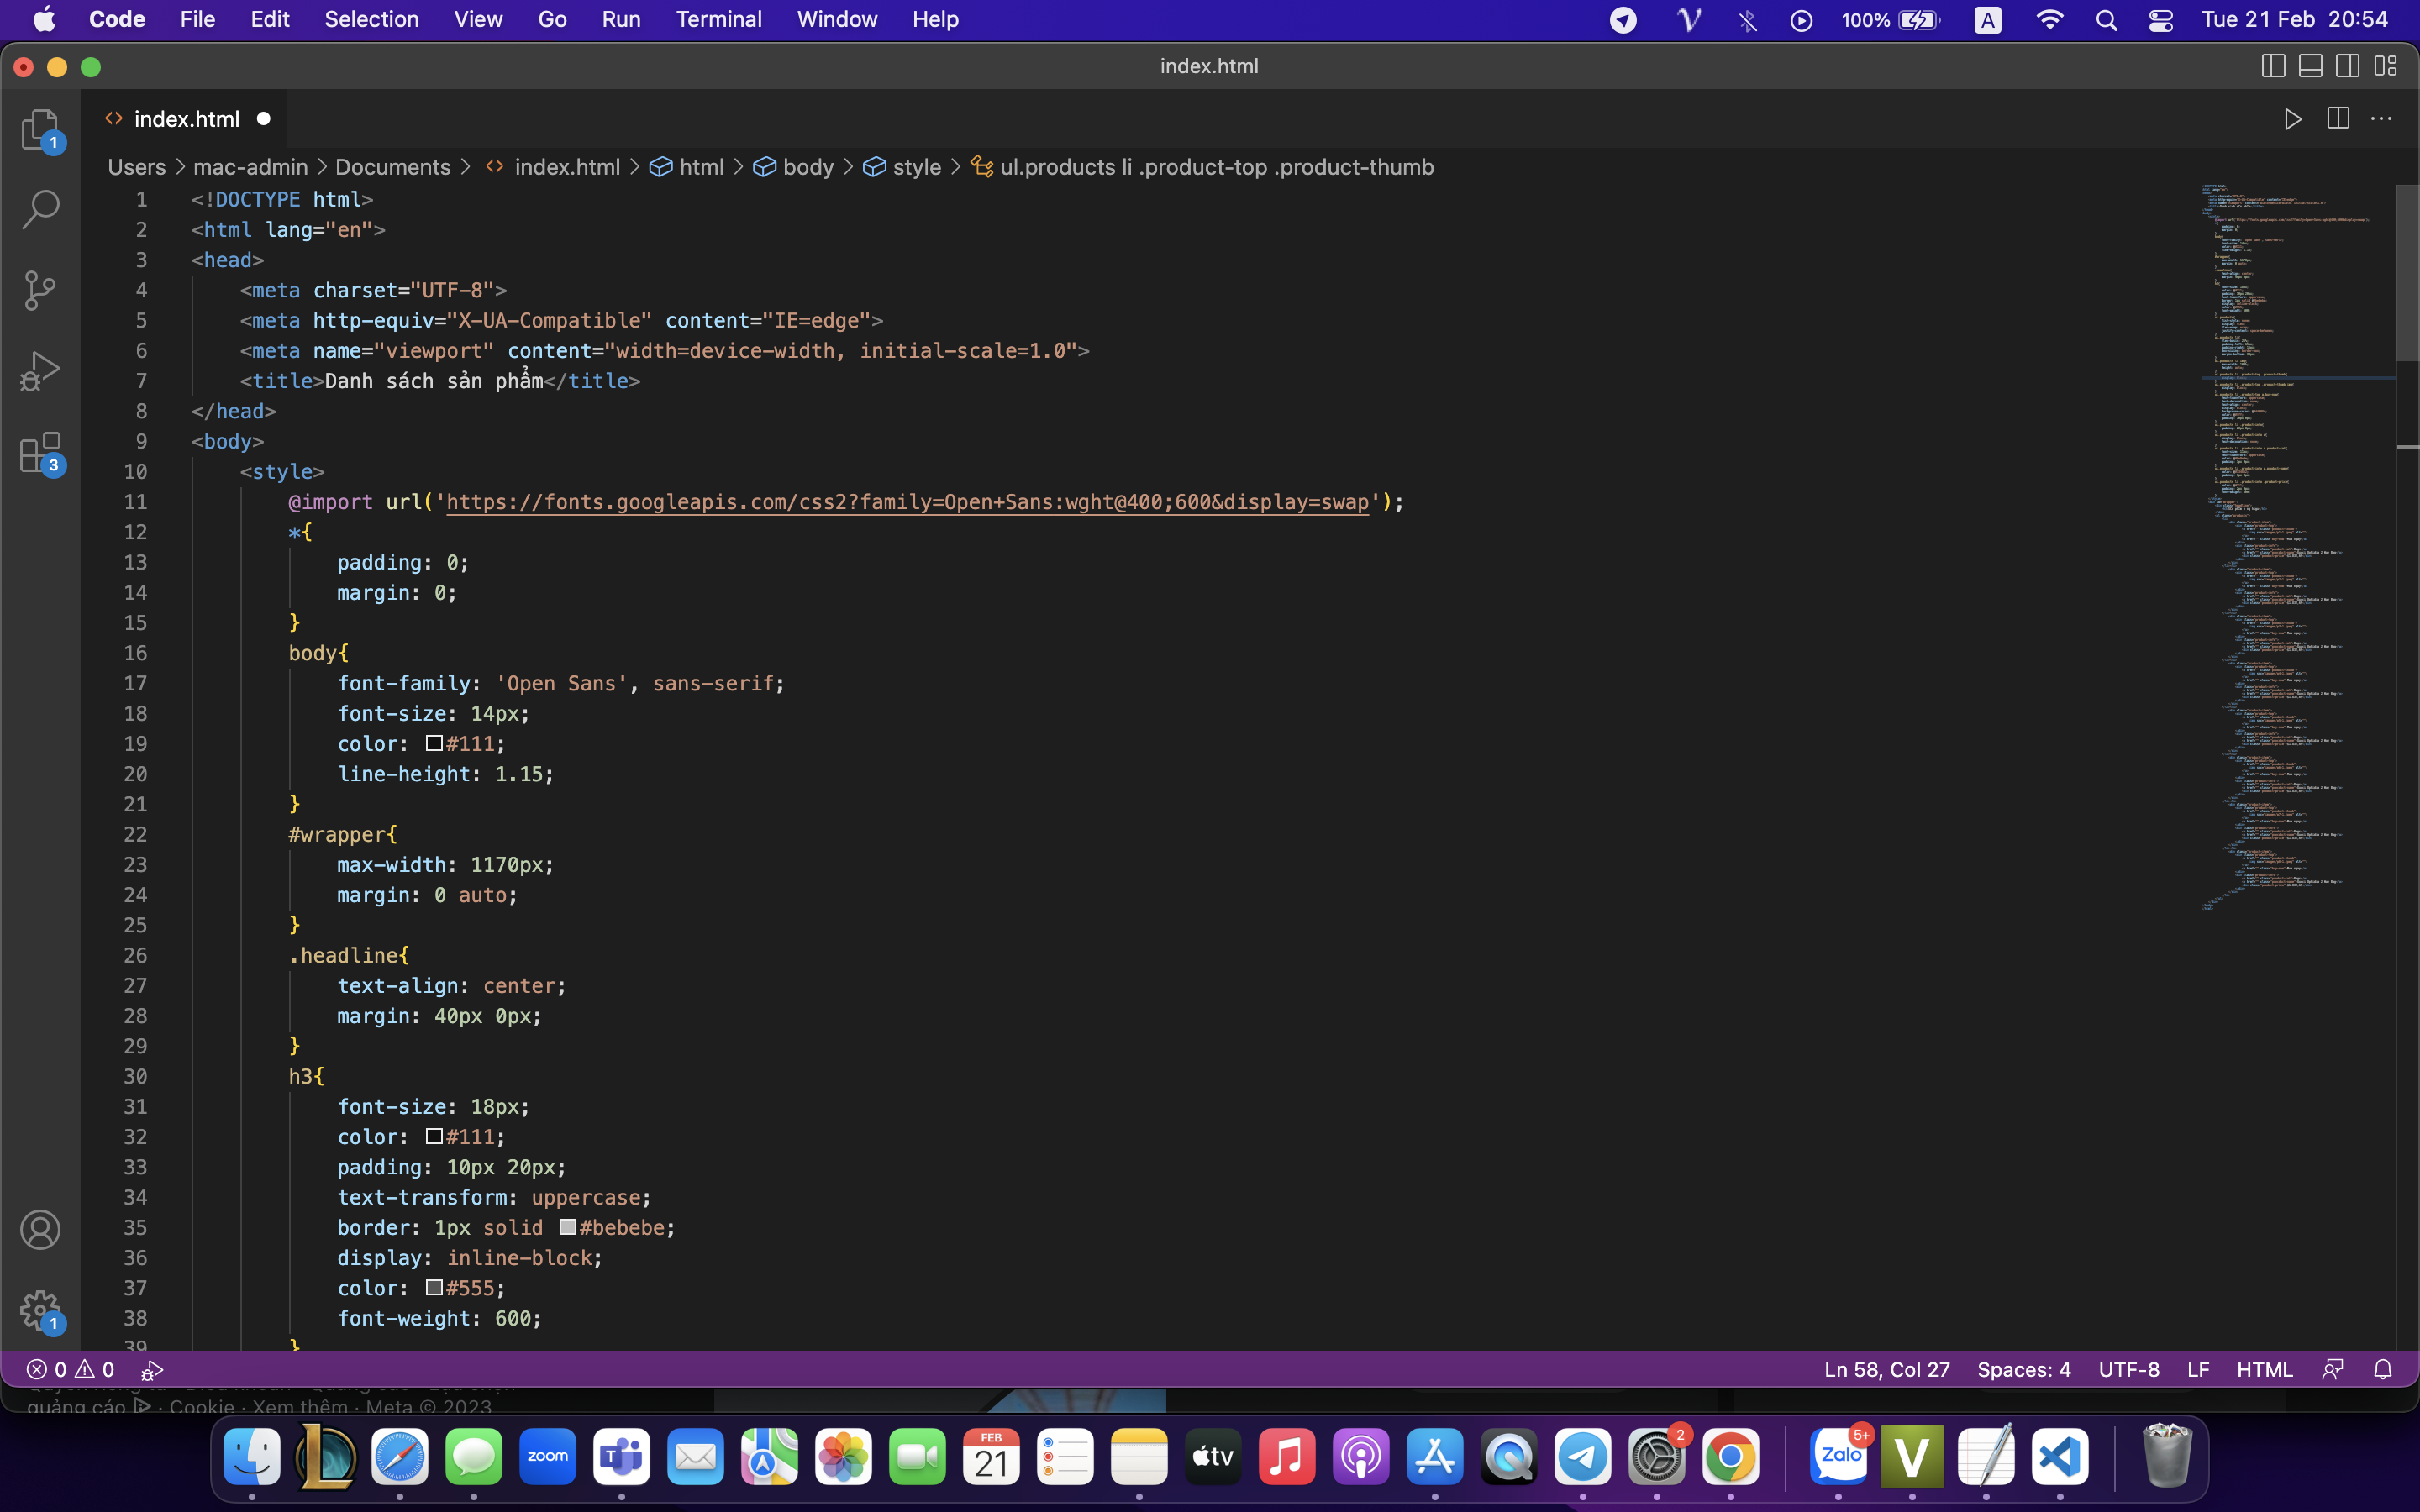 Code File Edit Selection View Go Run Terminal Window Help 100% A Tue 21 Feb 20:54
index.html
index.html
Users > mac-admin > Documents > index.html > html > body > style > ul.products li .product-top .product-thumb
1 <!DOCTYPE html>
2 <html lang="en">
3 <head>
4 <meta charset="UTF-8">
5 <meta http-equiv="X-UA-Compatible" content="IE=edge">
6 <meta name="viewport" content="width=device-width, initial-scale=1.0">
7 <title>Danh sách sản phẩm</title>
8 </head>
9 <body>
10 <style>
11 @import url('https://fonts.googleapis.com/css2?family=Open+Sans:wght@400;600&display=swap');
12 *{
13 padding: 0;
14 margin: 0;
15 }
16 body{
17 font-family: 'Open Sans', sans-serif;
18 font-size: 14px;
19 color: #111;
20 line-height: 1.15;
21 }
22 #wrapper{
23 max-width: 1170px;
24 margin: 0 auto;
25 }
26 .headline{
27 text-align: center;
28 margin: 40px 0px;
29 }
30 h3{
31 font-size: 18px;
32 color: #111;
33 padding: 10px 20px;
34 text-transform: uppercase;
35 border: 1px solid #bebebe;
36 display: inline-block;
37 color: #555;
38 font-weight: 600;
39 }
1
3
1
0 0 Ln 58, Col 27 Spaces: 4 UTF-8 LF HTML
quảng cáo · Cookie · Xem thêm · Meta © 2023
zoom T FEB 21 tv 2 Zalo 5+ V